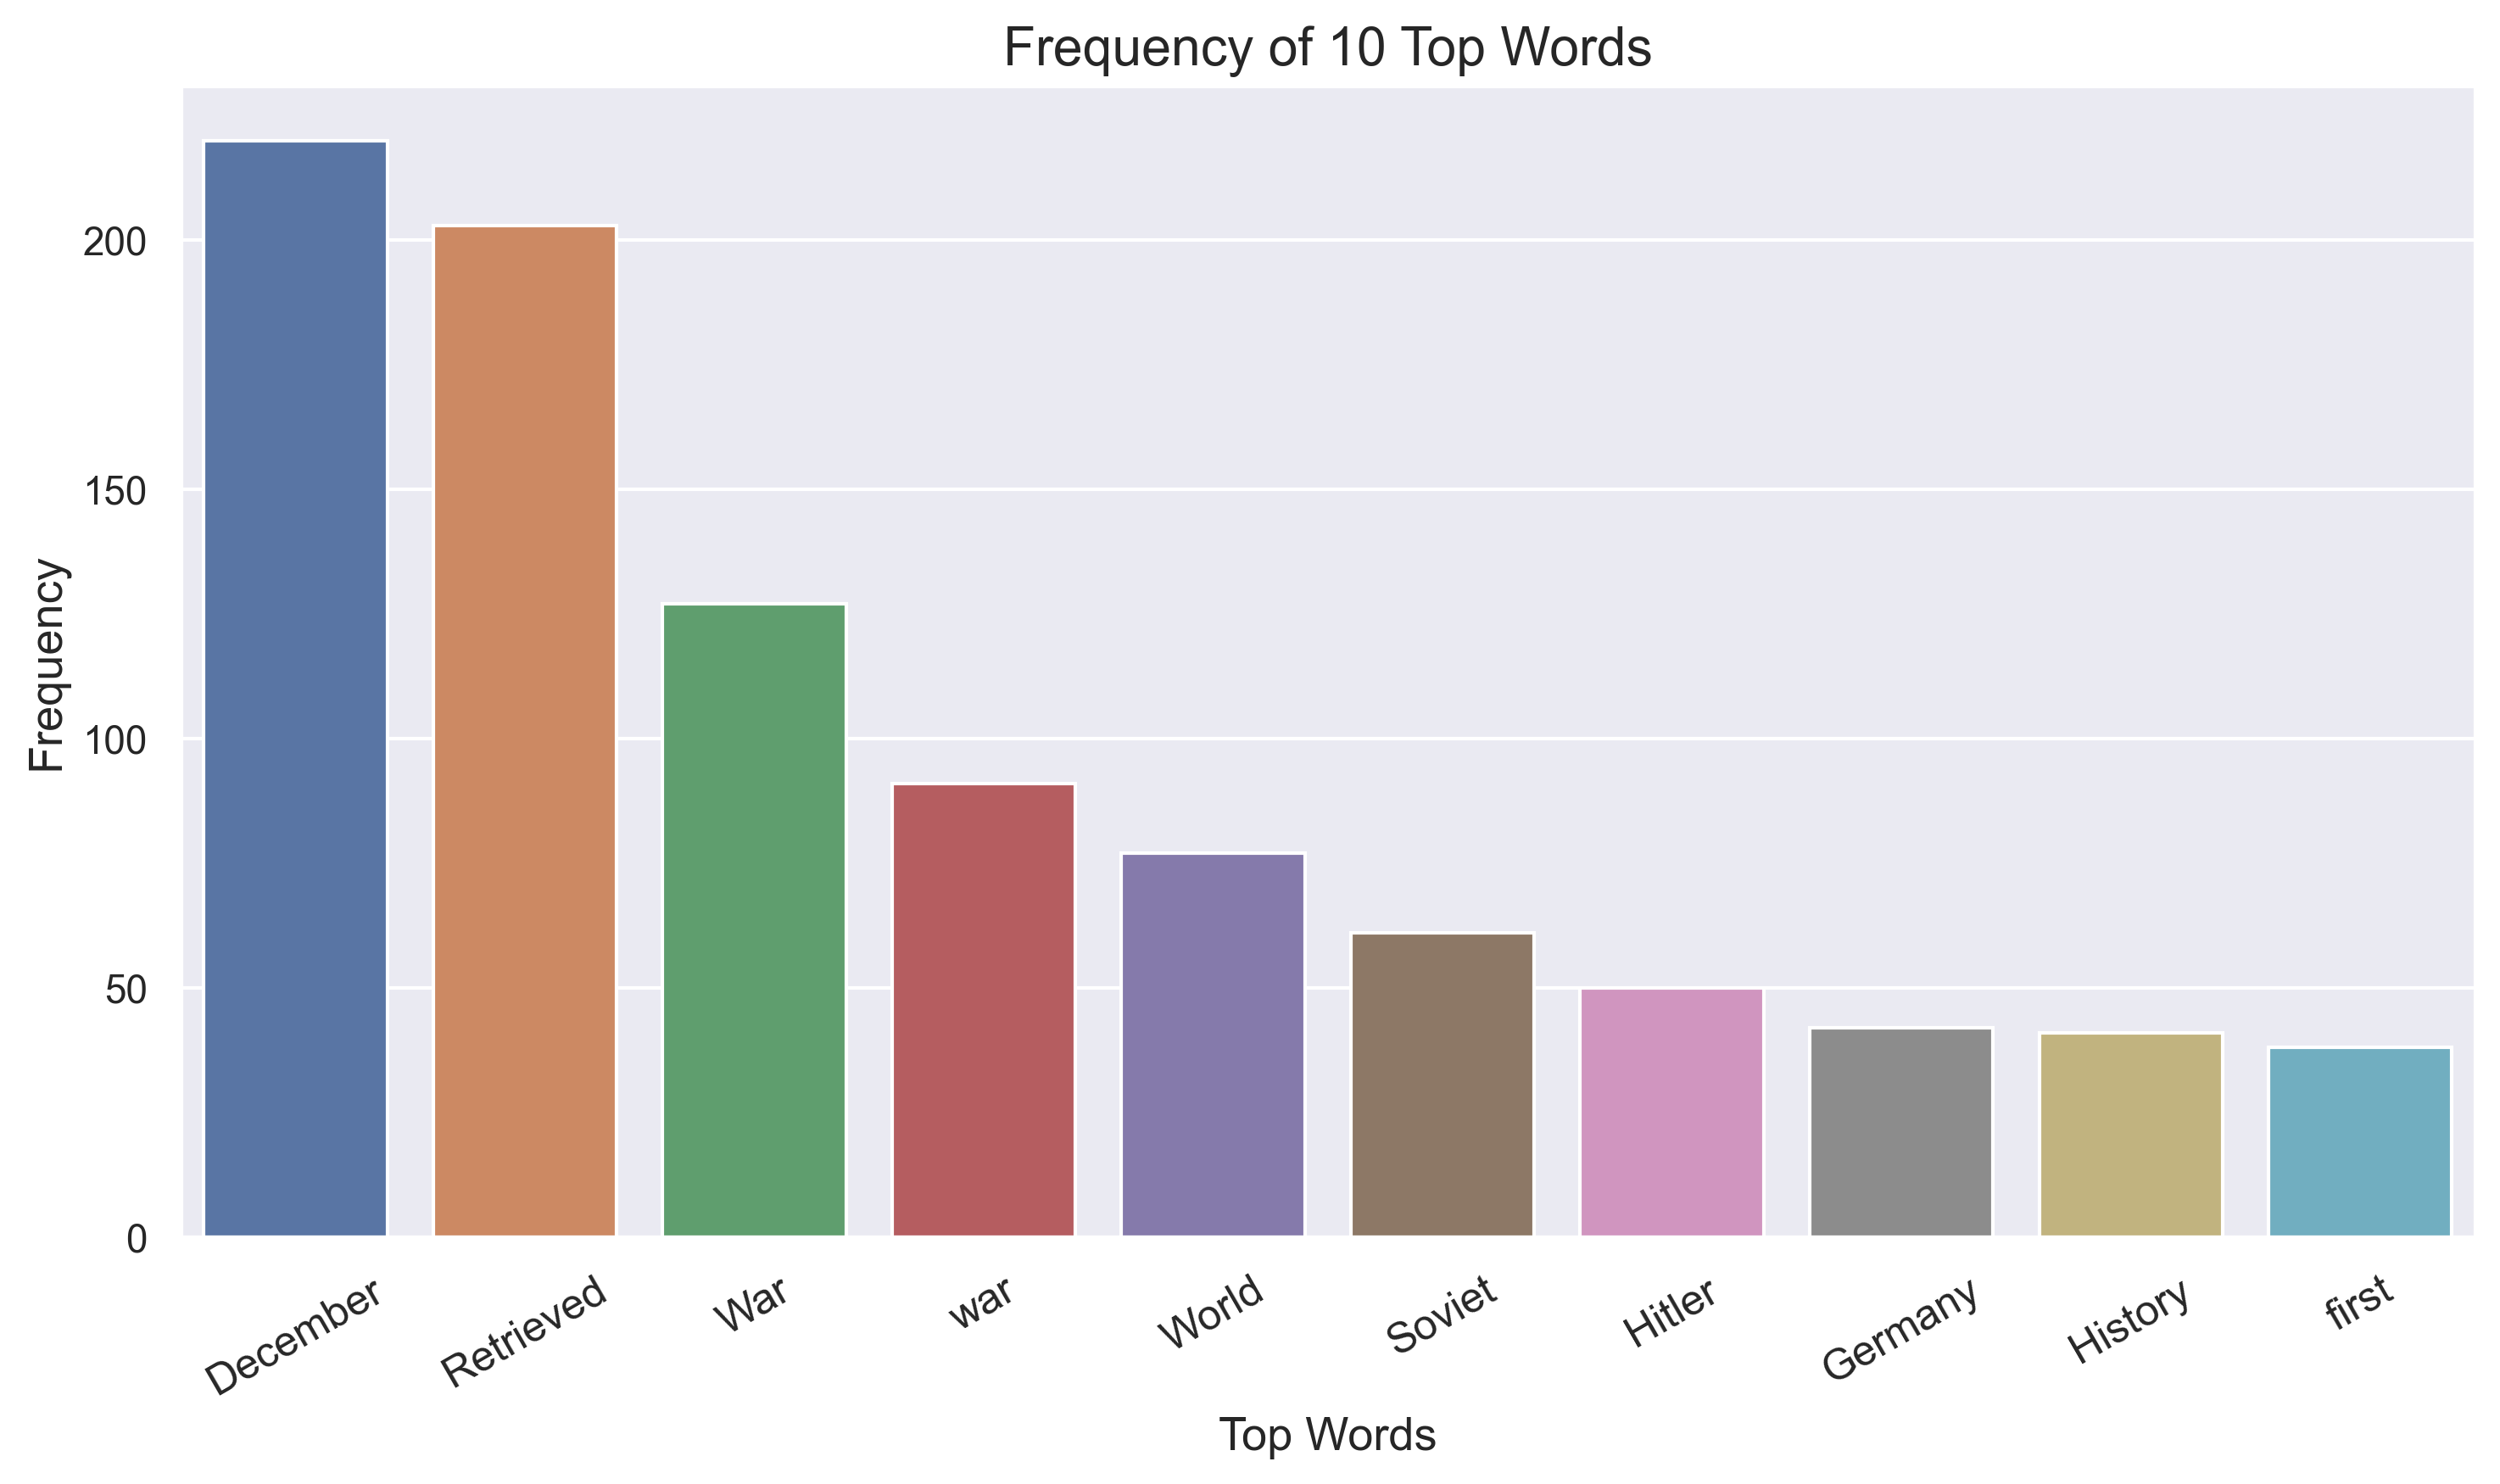 Frequency of 10 Top Words
Frequency
200
150
100
50
0
December
Retrieved
War
war
World
Soviet
Hitler
Germany
History
first
Top Words